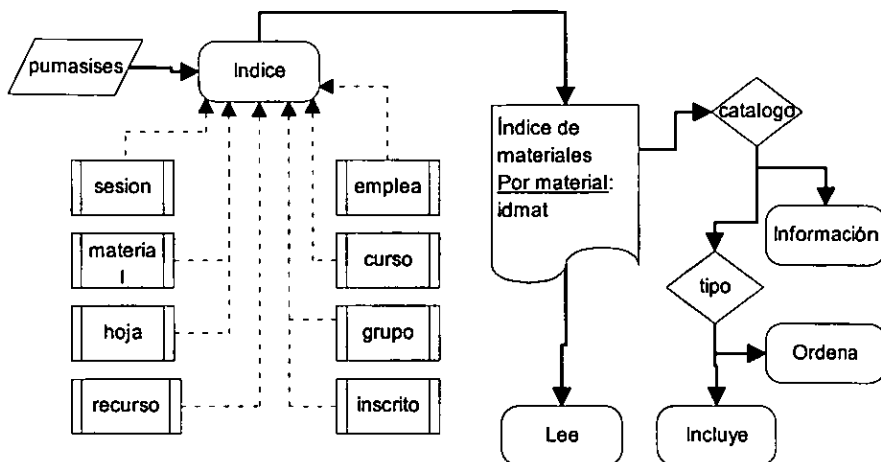 pumasises
Indice
sesion
materia
l
hoja
recurso
emplea
curso
grupo
inscrito
Índice de
materiales
Por material:
idmat
catalogo
Información
tipo
Ordena
Lee
Incluye